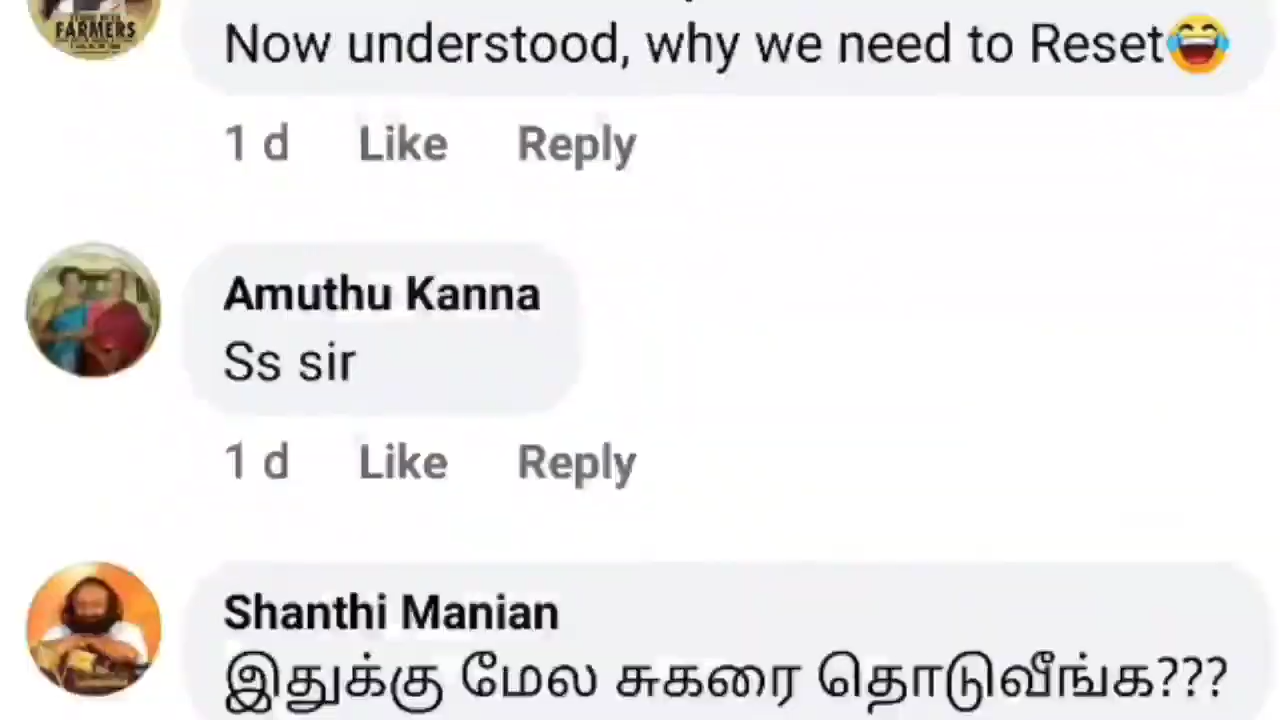 FARMERS
Now understood, why we need to Reset😂
1 d Like Reply
Amuthu Kanna
Ss sir
1 d Like Reply
Shanthi Manian
இதுக்கு மேல சுகரை தொடுவீங்க???